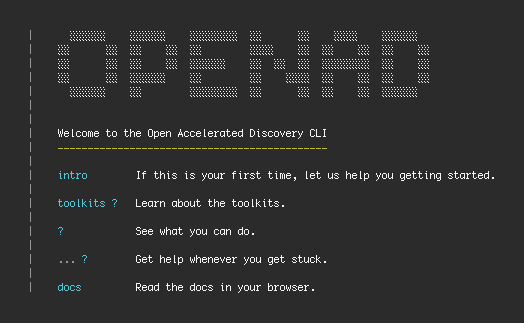 OPENAD
Welcome to the Open Accelerated Discovery CLI
intro If this is your first time, let us help you getting started.
toolkits ? Learn about the toolkits.
? See what you can do.
... ? Get help whenever you get stuck.
docs Read the docs in your browser.